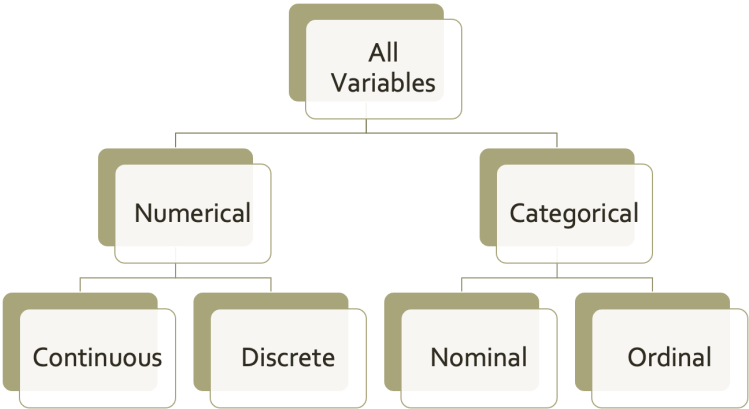 All
Variables
Numerical
Categorical
Continuous
Discrete
Nominal
Ordinal